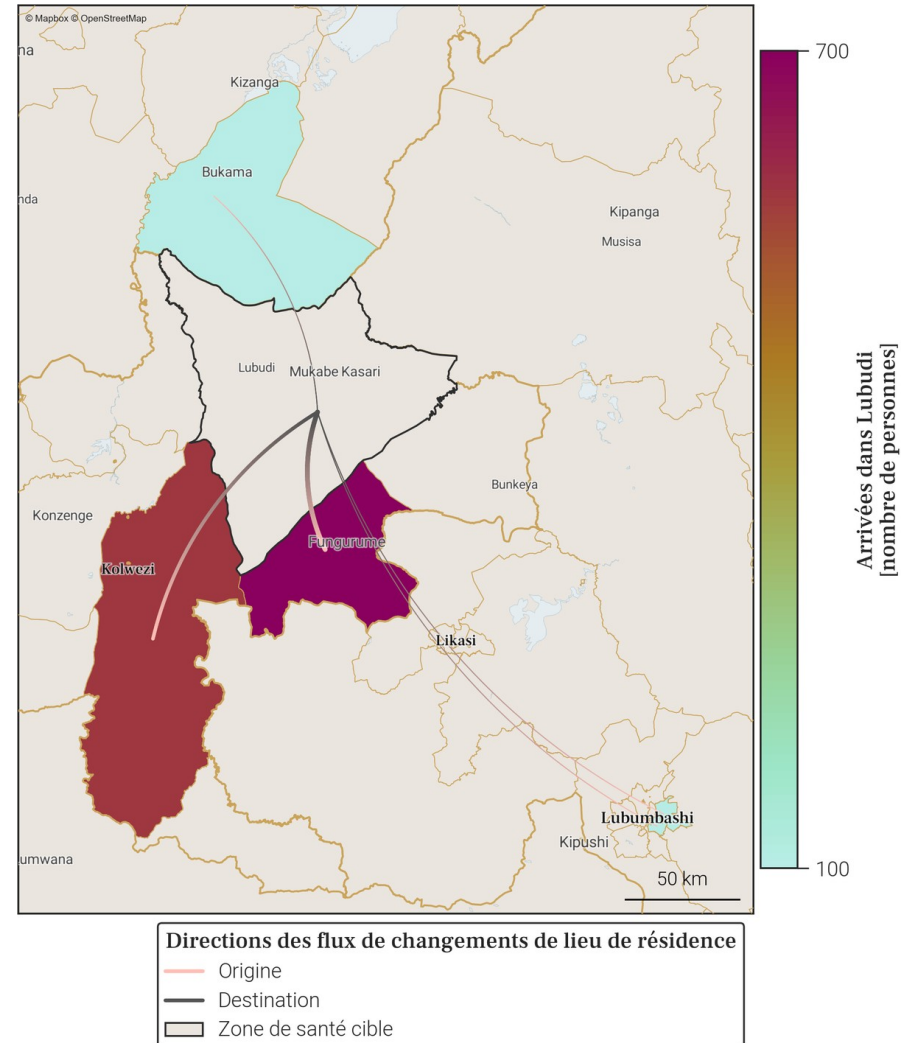 © Mapbox © OpenStreetMap
na
Kizanga
Bukama
nda
Kipanga
Musisa
Lubudi
Mukabe Kasari
Bunkeya
Konzenge
Fungurume
Kolwezi
Likasi
Lubumbashi
Kipushi
umwana
50 km
700
100
Arrivées dans Lubudi
[nombre de personnes]
Directions des flux de changements de lieu de résidence
Origine
Destination
Zone de santé cible